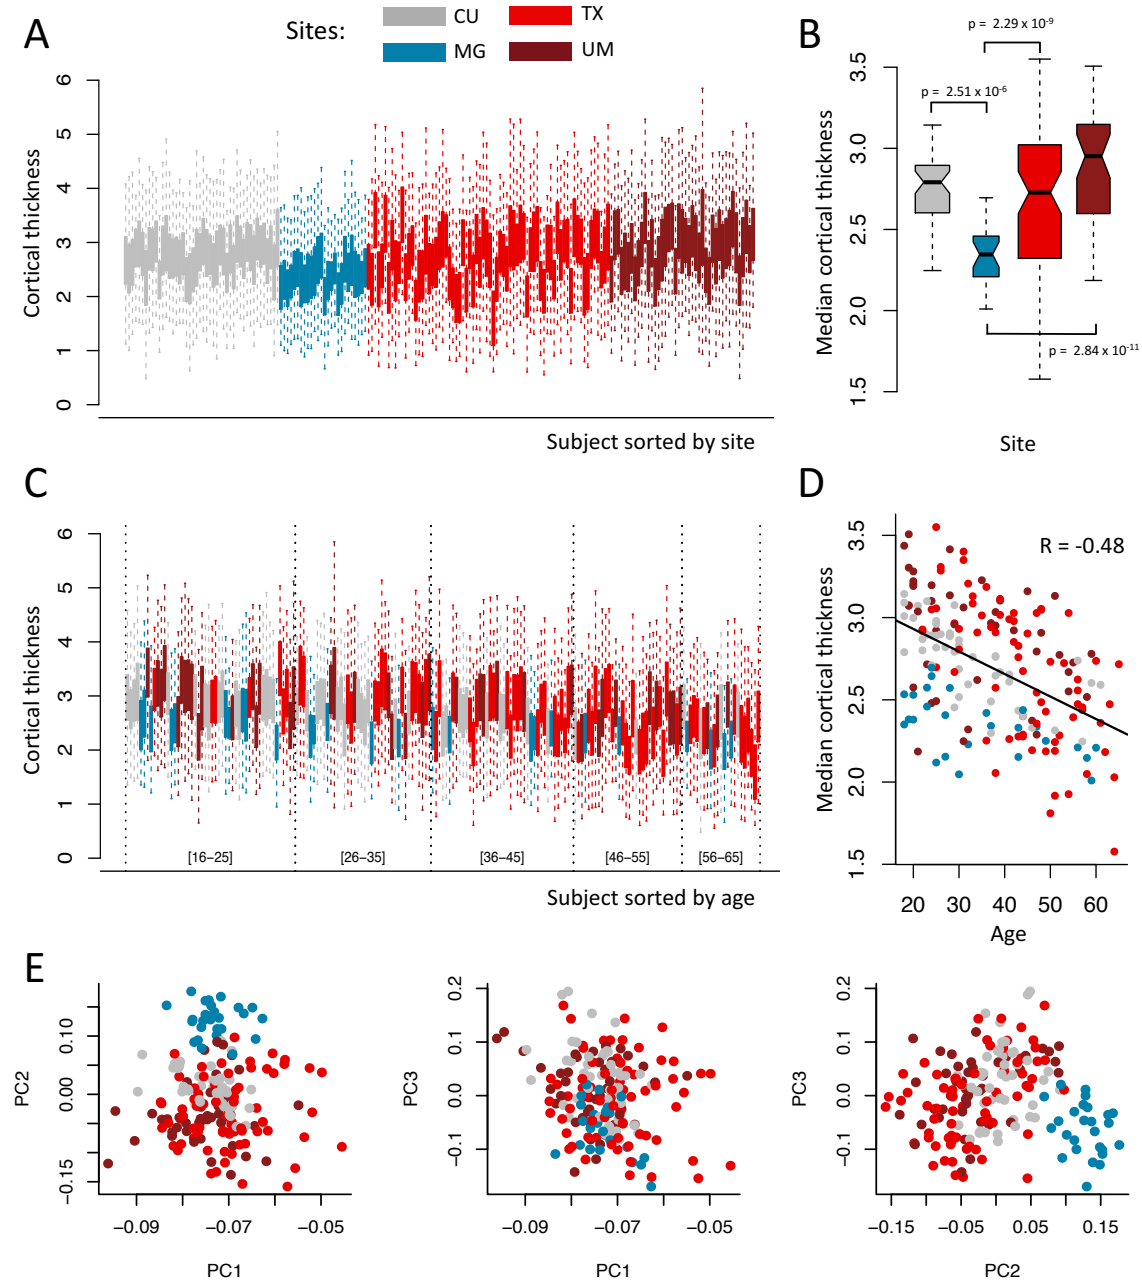 A
Sites:
CU
TX
MG
UM
Cortical thickness
6
5
4
3
2
1
0
Subject sorted by site
B
p = 2.29 x 10-9
p = 2.51 x 10-6
p = 2.84 x 10-11
Median cortical thickness
3.5
3.0
2.5
2.0
1.5
Site
C
Cortical thickness
6
5
4
3
2
1
0
[16–25]
[26–35]
[36–45]
[46–55]
[56–65]
Subject sorted by age
D
R = -0.48
Median cortical thickness
3.5
3.0
2.5
2.0
1.5
20 30 40 50 60
Age
E
PC2
0.10
0.00
−0.15
−0.09 −0.07 −0.05
PC1
PC3
0.2
0.1
0.0
−0.1
−0.09 −0.07 −0.05
PC1
PC3
0.2
0.1
0.0
−0.1
−0.15 −0.05 0.05 0.15
PC2